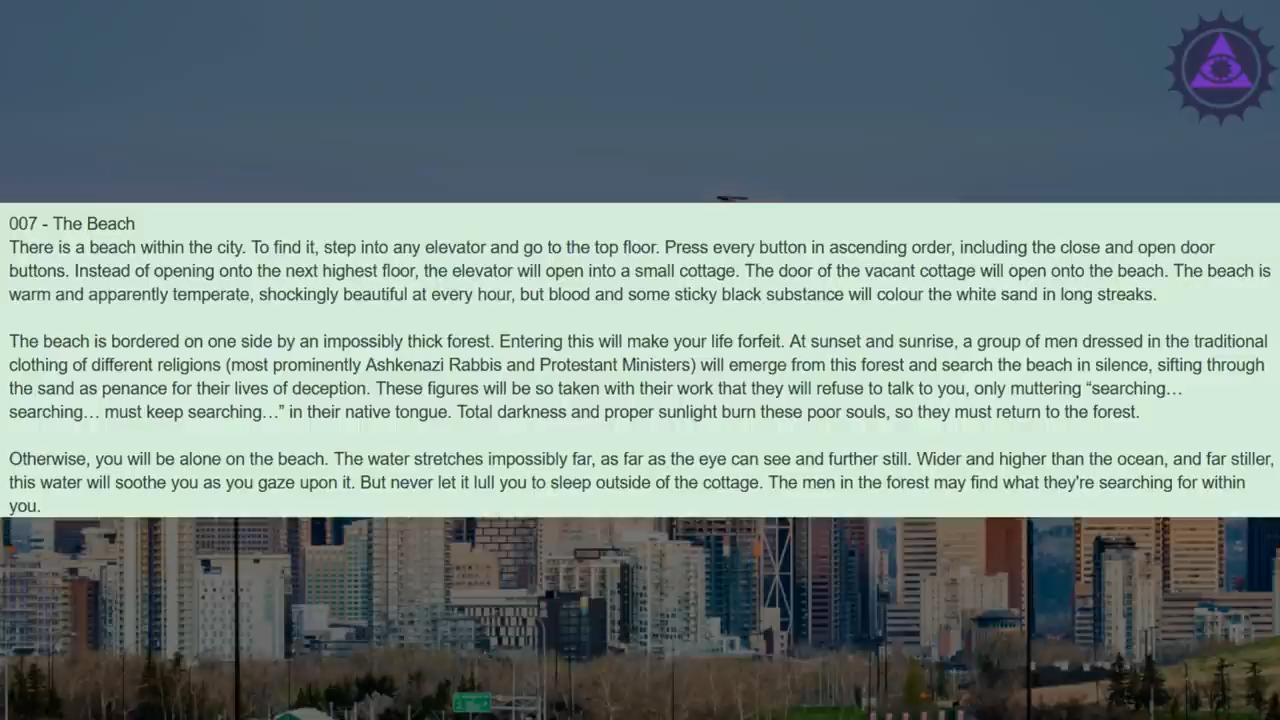 007 - The Beach
There is a beach within the city. To find it, step into any elevator and go to the top floor. Press every button in ascending order, including the close and open door
buttons. Instead of opening onto the next highest floor, the elevator will open into a small cottage. The door of the vacant cottage will open onto the beach. The beach is
warm and apparently temperate, shockingly beautiful at every hour, but blood and some sticky black substance will colour the white sand in long streaks.
The beach is bordered on one side by an impossibly thick forest. Entering this will make your life forfeit. At sunset and sunrise, a group of men dressed in the traditional
clothing of different religions (most prominently Ashkenazi Rabbis and Protestant Ministers) will emerge from this forest and search the beach in silence, sifting through
the sand as penance for their lives of deception. These figures will be so taken with their work that they will refuse to talk to you, only muttering “searching…
searching… must keep searching…” in their native tongue. Total darkness and proper sunlight burn these poor souls, so they must return to the forest.
Otherwise, you will be alone on the beach. The water stretches impossibly far, as far as the eye can see and further still. Wider and higher than the ocean, and far stiller,
this water will soothe you as you gaze upon it. But never let it lull you to sleep outside of the cottage. The men in the forest may find what they're searching for within
you.